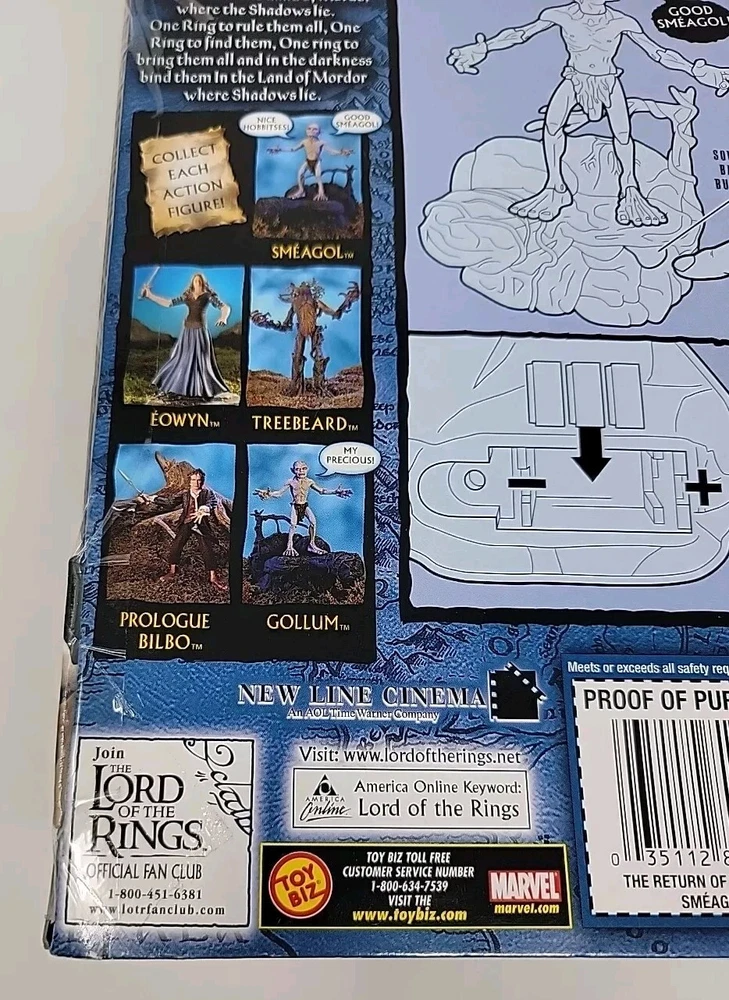 where the Shadows lie.
One Ring to rule them all, One
Ring to find them, One ring to
bring them all and in the darkness
bind them In the Land of Mordor
where Shadows lie.
COLLECT
EACH
ACTION
FIGURE!
NICE
HOBBITSES!
GOOD
SMÉAGOL!
SMÉAGOL™
ÉOWYN™
TREEBEARD™
MY
PRECIOUS!
PROLOGUE
BILBO™
GOLLUM™
GOOD
SMÉAGOL!
NEW LINE CINEMA
An AOL Time Warner Company
Join
THE
LORD
OF THE
RINGS
OFFICIAL FAN CLUB
1-800-451-6381
www.lotrfanclub.com
Visit: www.lordoftherings.net
AMERICA
Online
America Online Keyword:
Lord of the Rings
TOY
BIZ
TOY BIZ TOLL FREE
CUSTOMER SERVICE NUMBER
1-800-634-7539
VISIT THE
www.toybiz.com
MARVEL
marvel.com
Meets or exceeds all safety req
PROOF OF PUR
0 35112 8
THE RETURN OF
SMÉAG